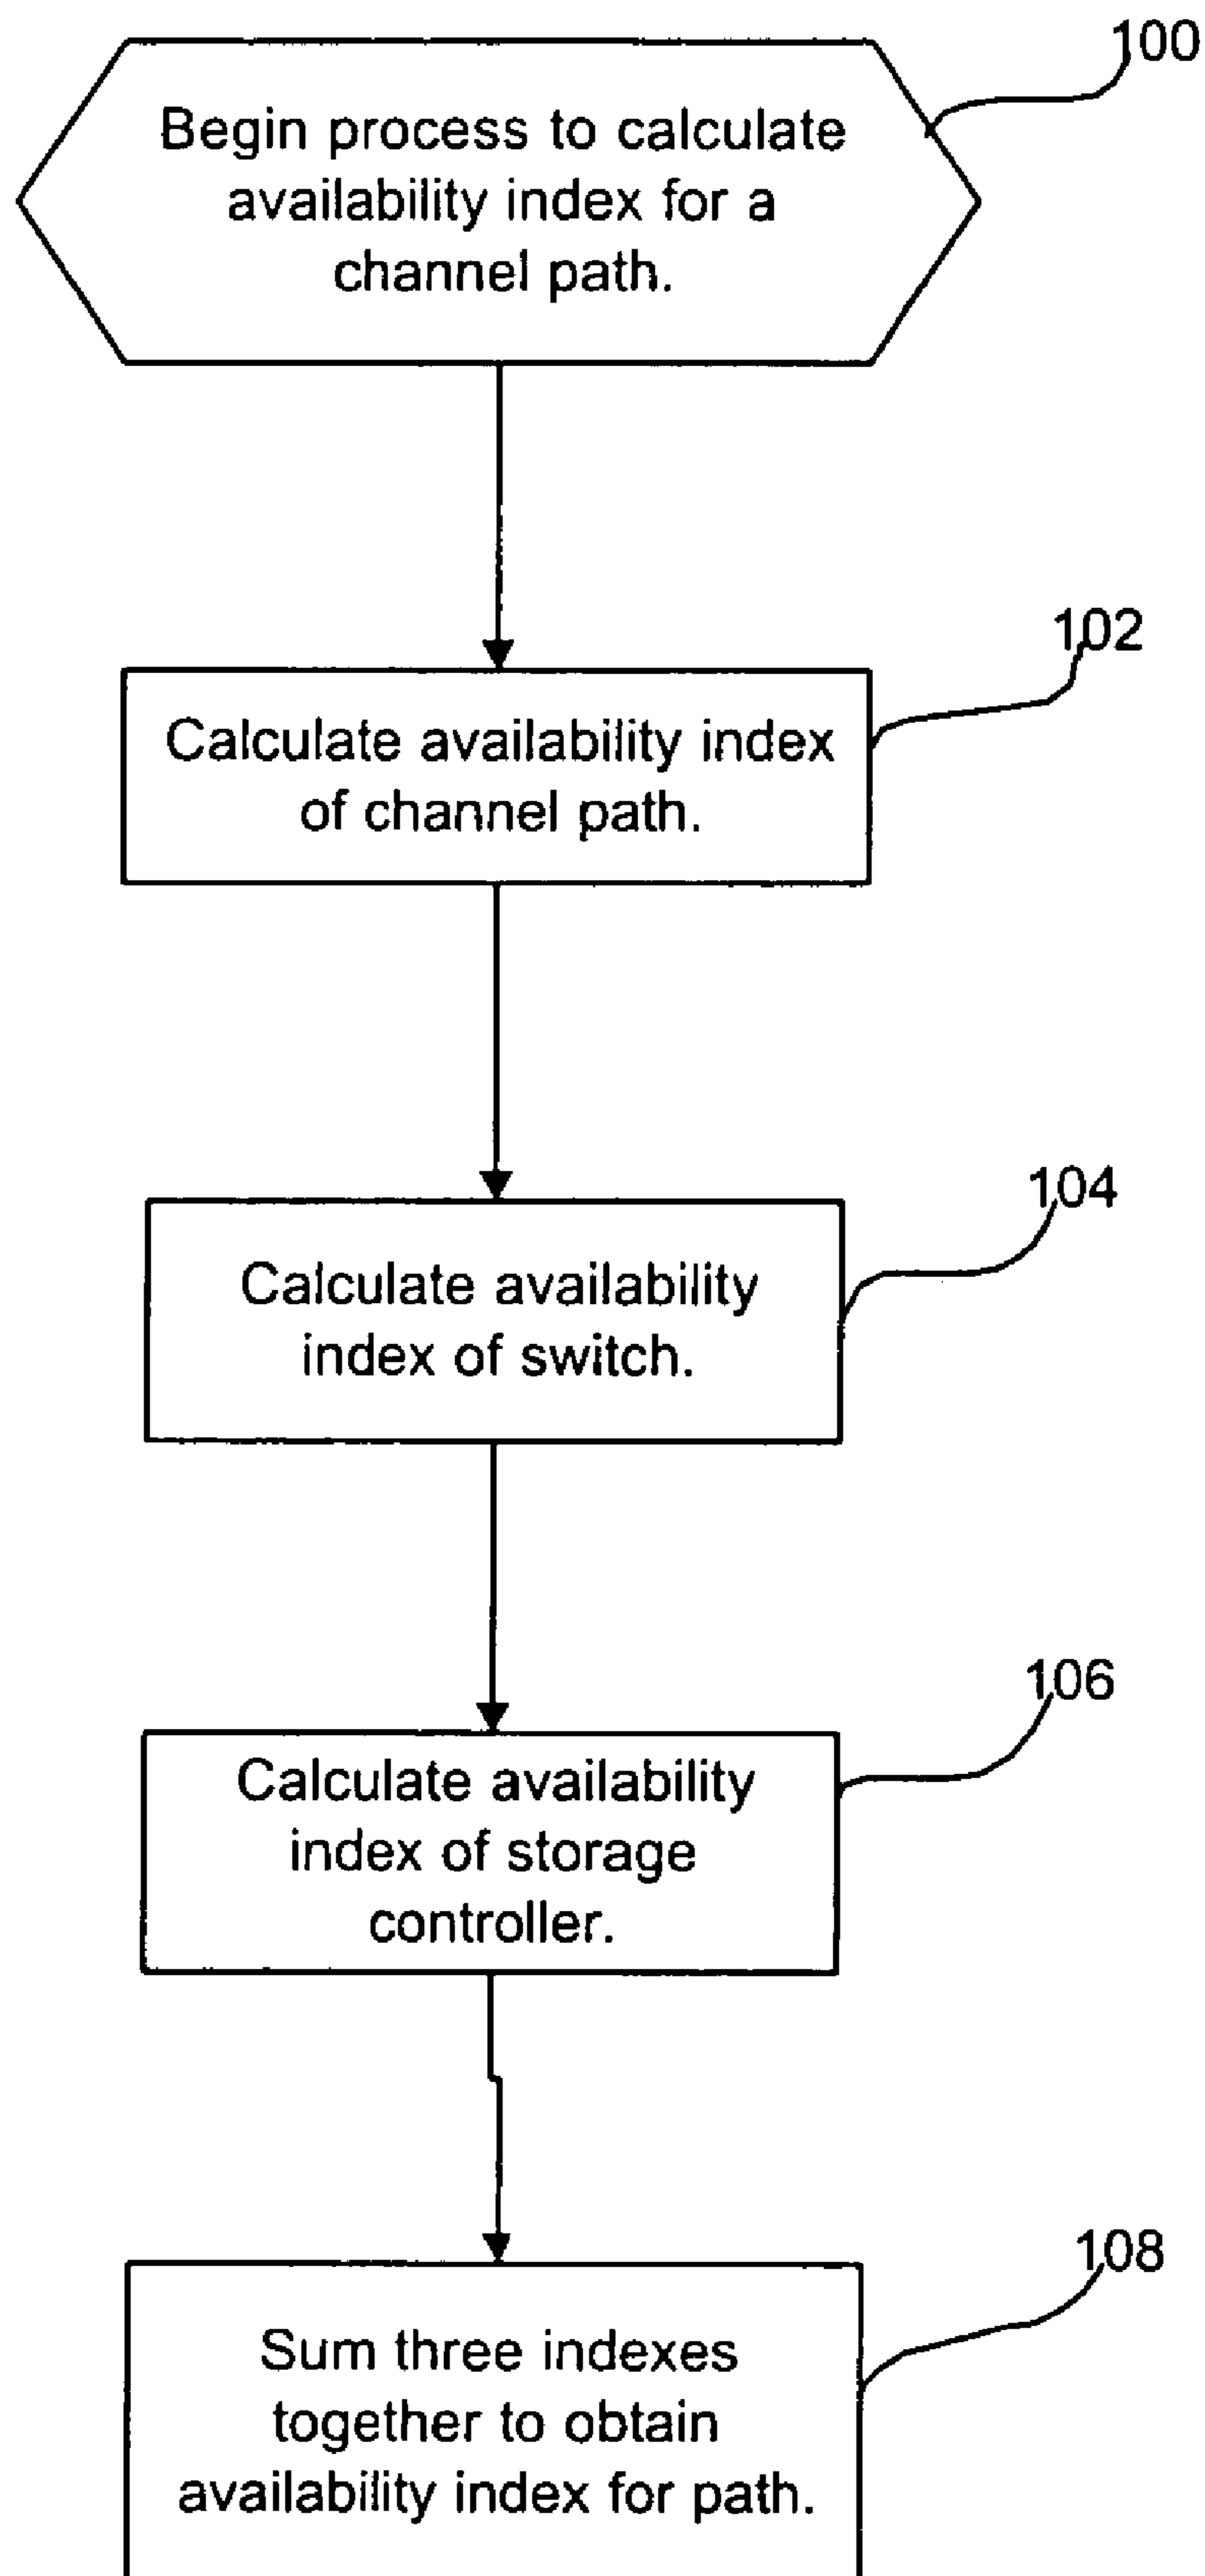 100
Begin process to calculate
availability index for a
channel path.
102
Calculate availability index
of channel path.
104
Calculate availability
index of switch.
106
Calculate availability
index of storage
controller.
108
Sum three indexes
together to obtain
availability index for path.